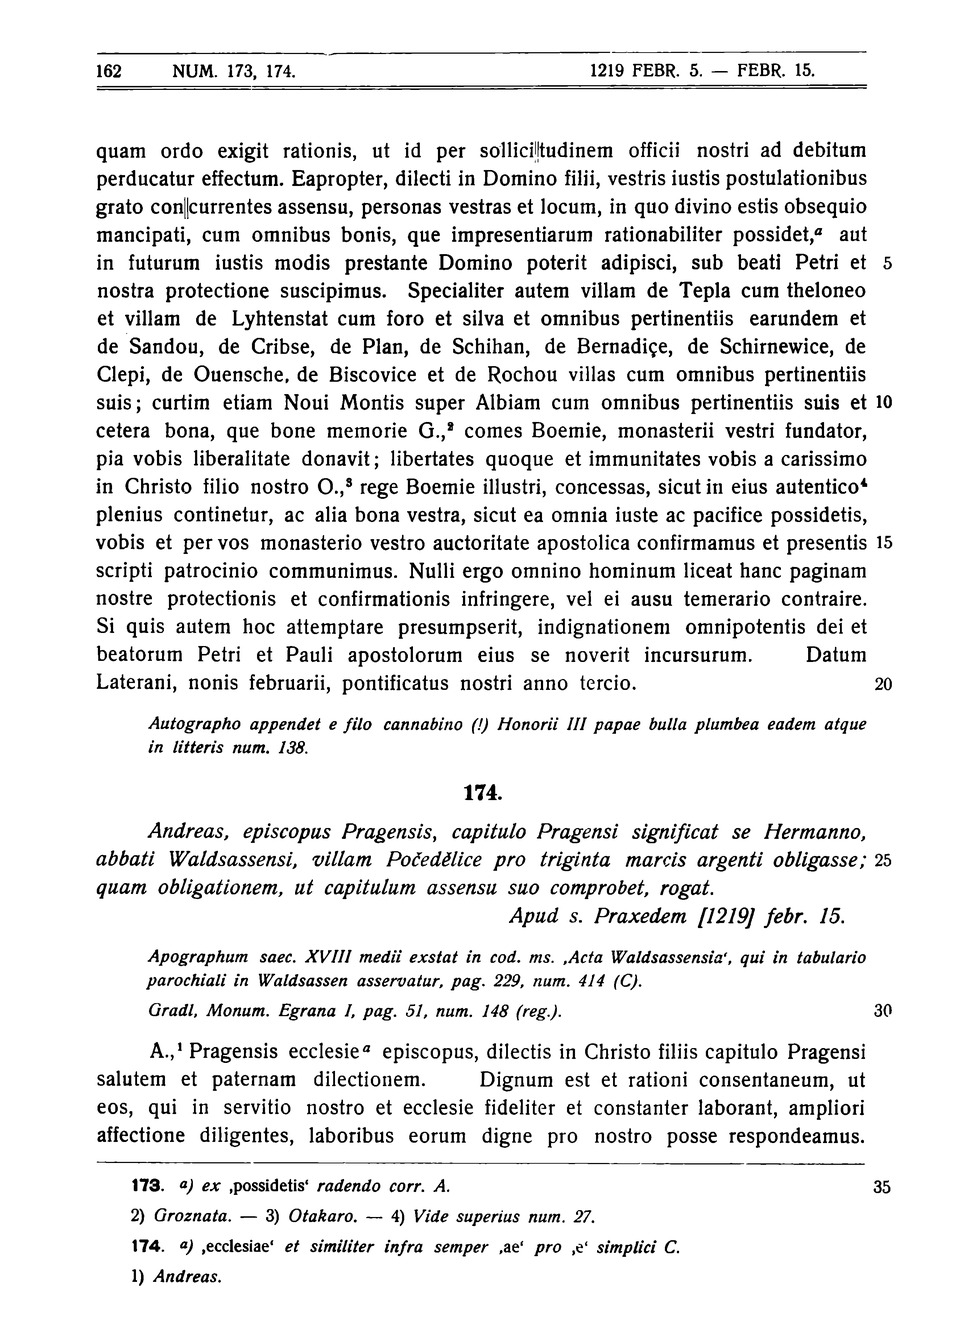 162 NUM. 173, 174. 1219 FEBR. 5. — FEBR. 15.
quam ordo exigit rationis, ut id per sollici||tudinem officii nostri ad debitum
perducatur effectum. Eapropter, dilecti in Domino filii, vestris iustis postulationibus
grato con||currentes assensu, personas vestras et locum, in quo divino estis obsequio
mancipati, cum omnibus bonis, que impresentiarum rationabiliter possidet,ᵃ aut
in futurum iustis modis prestante Domino poterit adipisci, sub beati Petri et 5
nostra protectione suscipimus. Specialiter autem villam de Tepla cum theloneo
et villam de Lyhtenstat cum foro et silva et omnibus pertinentiis earundem et
de Sandou, de Cribse, de Plan, de Schihan, de Bernadiçe, de Schirnewice, de
Clepi, de Ouensche, de Biscovice et de Rochou villas cum omnibus pertinentiis
suis; curtim etiam Noui Montis super Albiam cum omnibus pertinentiis suis et 10
cetera bona, que bone memorie G.,² comes Boemie, monasterii vestri fundator,
pia vobis liberalitate donavit; libertates quoque et immunitates vobis a carissimo
in Christo filio nostro O.,³ rege Boemie illustri, concessas, sicut in eius autentico⁴
plenius continetur, ac alia bona vestra, sicut ea omnia iuste ac pacifice possidetis,
vobis et per vos monasterio vestro auctoritate apostolica confirmamus et presentis 15
scripti patrocinio communimus. Nulli ergo omnino hominum liceat hanc paginam
nostre protectionis et confirmationis infringere, vel ei ausu temerario contraire.
Si quis autem hoc attemptare presumpserit, indignationem omnipotentis dei et
beatorum Petri et Pauli apostolorum eius se noverit incursurum. Datum
Laterani, nonis februarii, pontificatus nostri anno tercio. 20
Autographo appendet e filo cannabino (!) Honorii III papae bulla plumbea eadem atque
in litteris num. 138.
174.
Andreas, episcopus Pragensis, capitulo Pragensi significat se Hermanno,
abbati Waldsassensi, villam Počedělice pro triginta marcis argenti obligasse; 25
quam obligationem, ut capitulum assensu suo comprobet, rogat.
Apud s. Praxedem [1219] febr. 15.
Apographum saec. XVIII medii exstat in cod. ms. ‚Acta Waldsassensia‘, qui in tabulario
parochiali in Waldsassen asservatur, pag. 229, num. 414 (C).
Gradl, Monum. Egrana I, pag. 51, num. 148 (reg.). 30
A.,¹ Pragensis ecclesieᵃ episcopus, dilectis in Christo filiis capitulo Pragensi
salutem et paternam dilectionem. Dignum est et rationi consentaneum, ut
eos, qui in servitio nostro et ecclesie fideliter et constanter laborant, ampliori
affectione diligentes, laboribus eorum digne pro nostro posse respondeamus.
173. a) ex ‚possidetis‘ radendo corr. A. 35
2) Groznata. — 3) Otakaro. — 4) Vide superius num. 27.
174. a) ‚ecclesiae‘ et similiter infra semper ‚ae‘ pro ‚e‘ simplici C.
1) Andreas.